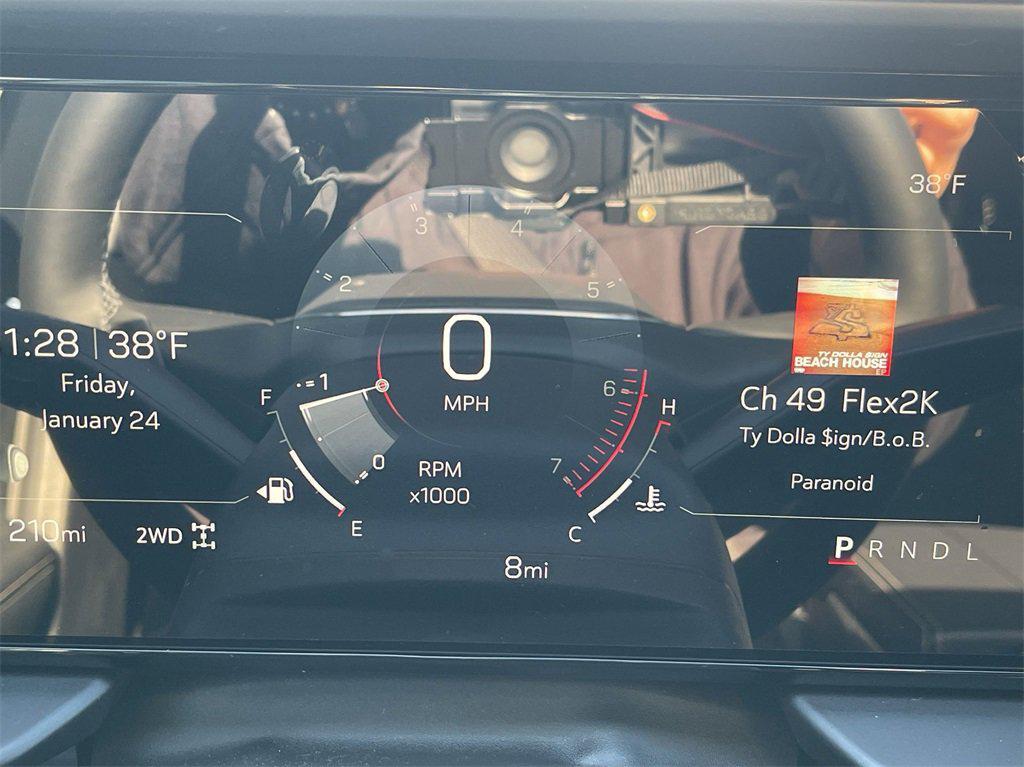 38°F
3
4
2
5
1:28 | 38°F
Friday,
January 24
0
MPH
1
6
F
H
0
7
RPM
x1000
E
C
TY DOLLA $IGN
BEACH HOUSE
EP
Ch 49 Flex2K
Ty Dolla $ign/B.o.B.
Paranoid
210mi
2WD
8mi
P R N D L